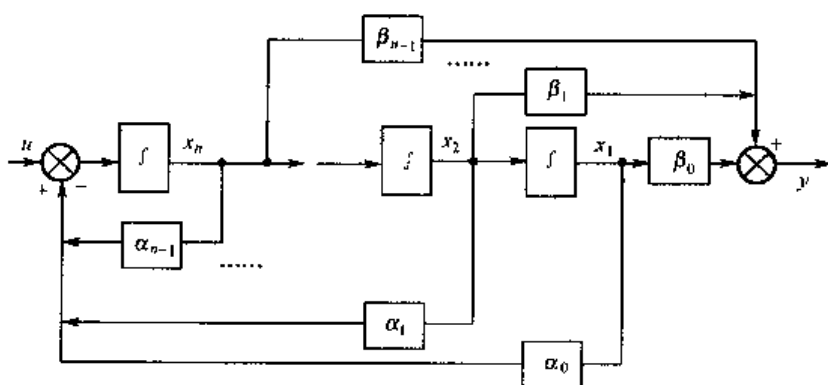 β_{n-1}
......
β_1
u
∫
x_n
∫
x_2
∫
x_1
β_0
+
y
+
−
α_{n-1}
......
α_1
α_0